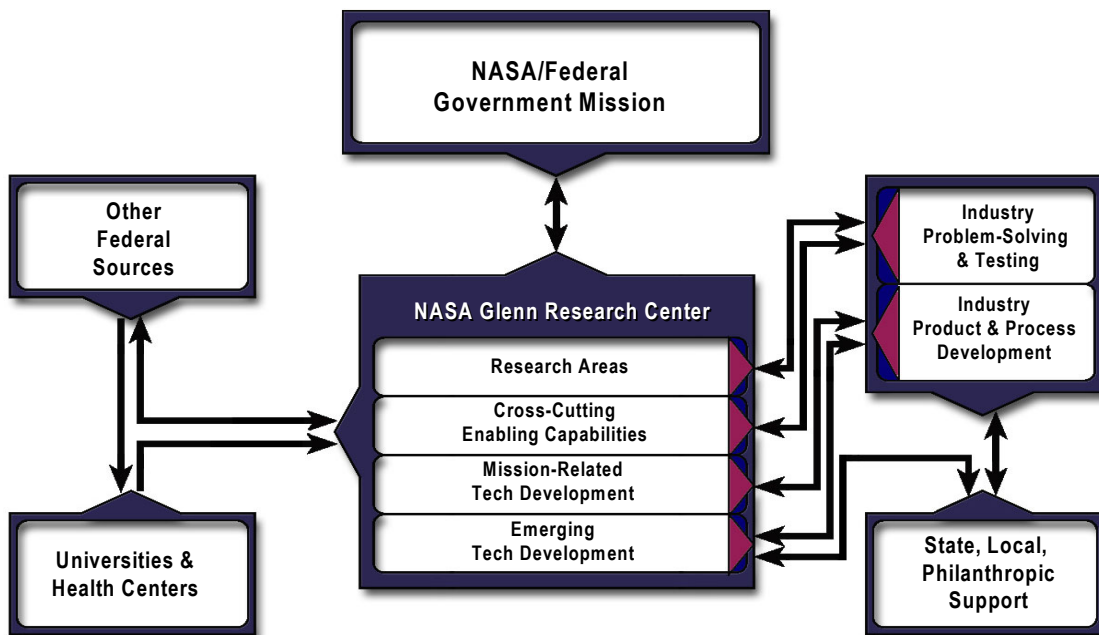 NASA/Federal
Government Mission
Other
Federal
Sources
Industry
Problem-Solving
& Testing
Industry
Product & Process
Development
NASA Glenn Research Center
Research Areas
Cross-Cutting
Enabling Capabilities
Mission-Related
Tech Development
Emerging
Tech Development
Universities &
Health Centers
State, Local,
Philanthropic
Support